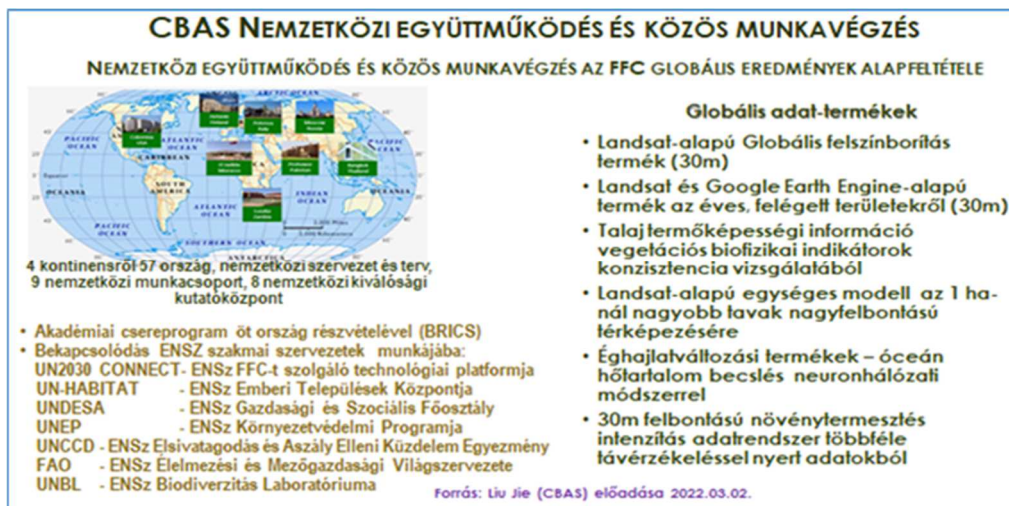 CBAS NEMZETKÖZI EGYÜTTMŰKÖDÉS ÉS KÖZÖS MUNKAVÉGZÉS
NEMZETKÖZI EGYÜTTMŰKÖDÉS ÉS KÖZÖS MUNKAVÉGZÉS AZ FFC GLOBÁLIS EREDMÉNYEK ALAPFELTÉTELE
ARCTIC OCEAN
PACIFIC OCEAN
ATLANTIC OCEAN
PACIFIC OCEAN
CARIBBEAN
SOUTH AMERICA
AFRICA
OCEANIA
ATLANTIC OCEAN
INDIAN OCEAN
OCEANIA
SOUTHERN OCEAN
ANTARCTICA
4 kontinensről 57 ország, nemzetközi szervezet és terv,
9 nemzetközi munkacsoport, 8 nemzetközi kiválósági
kutatóközpont
• Akadémiai csereprogram öt ország részvételével (BRICS)
• Bekapcsolódás ENSZ szakmai szervezetek munkájába:
UN2030 CONNECT- ENSz FFC-t szolgáló technológiai platformja
UN-HABITAT - ENSz Emberi Települések Központja
UNDESA - ENSz Gazdasági és Szociális Főosztály
UNEP - ENSz Környezetvédelmi Programja
UNCCD - ENSz Elsivatagodás és Aszály Elleni Küzdelem Egyezmény
FAO - ENSz Élelmezési és Mezőgazdasági Világszervezete
UNBL - ENSz Biodiverzitás Laboratóriuma
Globális adat-termékek
• Landsat-alapú Globális felszínborítás
termék (30m)
• Landsat és Google Earth Engine-alapú
termék az éves, felégett területekről (30m)
• Talaj termőképességi információ
vegetációs biofizikai indikátorok
konzisztencia vizsgálatából
• Landsat-alapú egységes modell az 1 ha-
nál nagyobb tavak nagyfelbontású
térképezésére
• Éghajlatváltozási termékek – óceán
hőtartalom becslés neuronhálózati
módszerrel
• 30m felbontású növénytermesztés
intenzítás adatrendszer többféle
távérzékeléssel nyert adatokból
Forrás: Liu Jie (CBAS) előadása 2022.03.02.